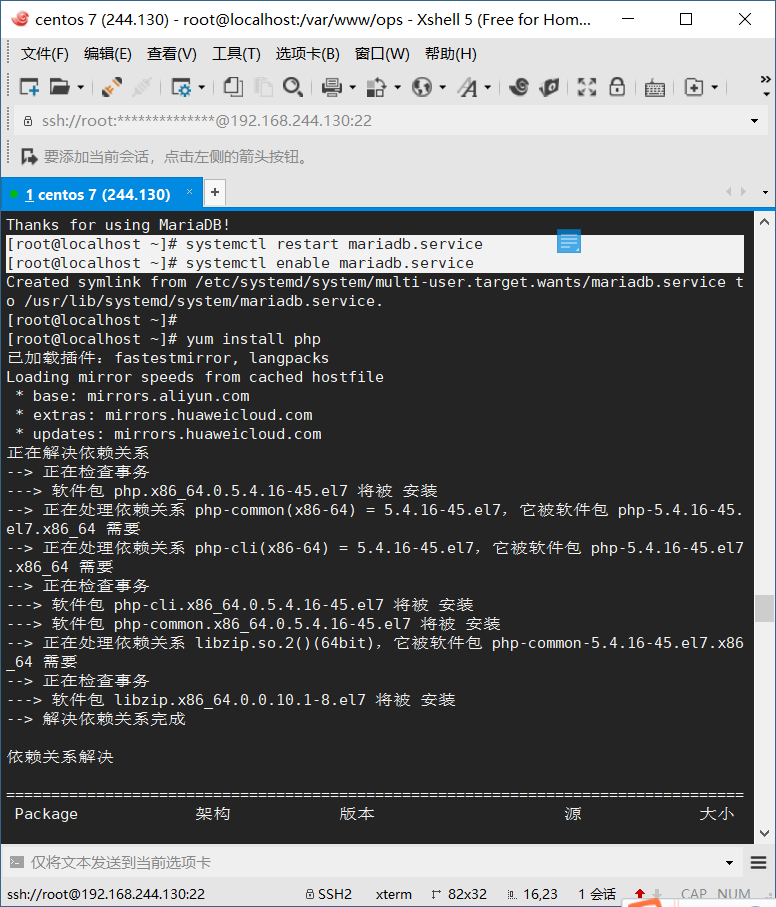 centos 7 (244.130) - root@localhost:/var/www/ops - Xshell 5 (Free for Hom...
文件(F) 编辑(E) 查看(V) 工具(T) 选项卡(B) 窗口(W) 帮助(H)
ssh://root:**************@192.168.244.130:22
要添加当前会话，点击左侧的箭头按钮。
1 centos 7 (244.130)
Thanks for using MariaDB!
[root@localhost ~]# systemctl restart mariadb.service
[root@localhost ~]# systemctl enable mariadb.service
Created symlink from /etc/systemd/system/multi-user.target.wants/mariadb.service t
o /usr/lib/systemd/system/mariadb.service.
[root@localhost ~]#
[root@localhost ~]# yum install php
已加载插件：fastestmirror, langpacks
Loading mirror speeds from cached hostfile
* base: mirrors.aliyun.com
* extras: mirrors.huaweicloud.com
* updates: mirrors.huaweicloud.com
正在解决依赖关系
--> 正在检查事务
---> 软件包 php.x86_64.0.5.4.16-45.el7 将被 安装
--> 正在处理依赖关系 php-common(x86-64) = 5.4.16-45.el7，它被软件包 php-5.4.16-45.
el7.x86_64 需要
--> 正在处理依赖关系 php-cli(x86-64) = 5.4.16-45.el7，它被软件包 php-5.4.16-45.el7
.x86_64 需要
--> 正在检查事务
---> 软件包 php-cli.x86_64.0.5.4.16-45.el7 将被 安装
---> 软件包 php-common.x86_64.0.5.4.16-45.el7 将被 安装
--> 正在处理依赖关系 libzip.so.2()(64bit)，它被软件包 php-common-5.4.16-45.el7.x86
_64 需要
--> 正在检查事务
---> 软件包 libzip.x86_64.0.0.10.1-8.el7 将被 安装
--> 解决依赖关系完成
依赖关系解决
==================================================================================
Package 架构 版本 源 大小
仅将文本发送到当前选项卡
ssh://root@192.168.244.130:22 SSH2 xterm 82x32 16,23 1 会话 CAP NUM